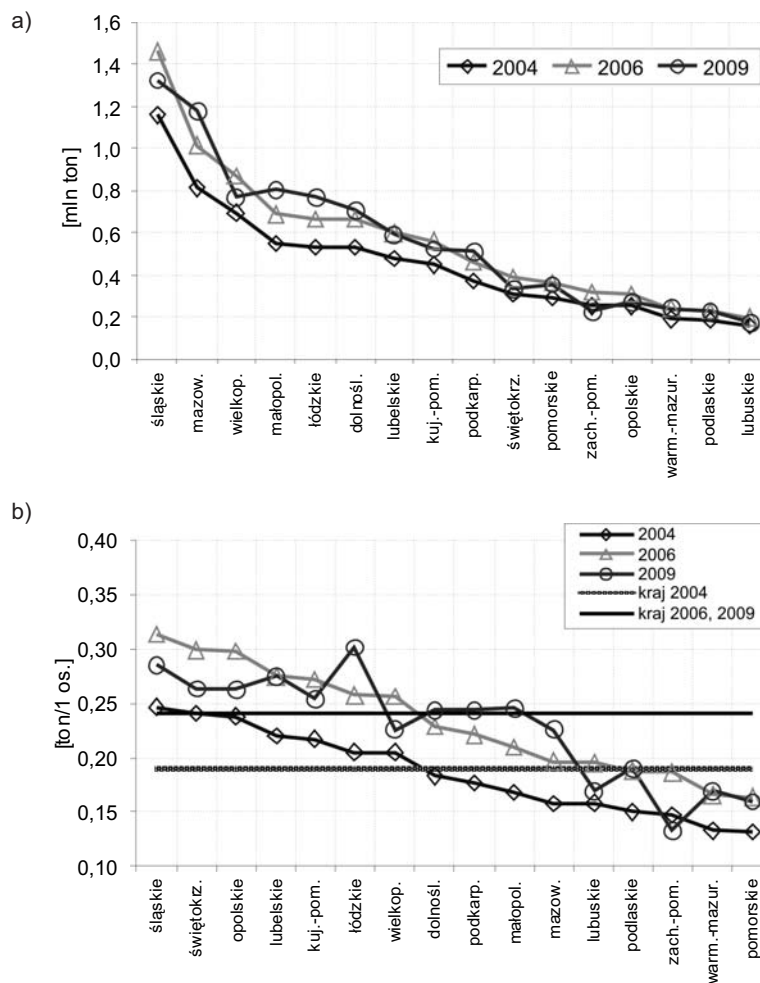 a)
[mln ton]
1,6
1,4
1,2
1,0
0,8
0,6
0,4
0,2
0,0
2004 2006 2009
śląskie
mazow.
wielkop.
małopol.
łódzkie
dolnośl.
lubelskie
kuj.-pom.
podkarp.
świętokrz.
pomorskie
zach.-pom.
opolskie
warm.-mazur.
podlaskie
lubuskie
b)
[ton/1 os.]
0,40
0,35
0,30
0,25
0,20
0,15
0,10
2004
2006
2009
kraj 2004
kraj 2006, 2009
śląskie
świętokrz.
opolskie
lubelskie
kuj.-pom.
łódzkie
wielkop.
dolnośl.
podkarp.
małopol.
mazow.
lubuskie
podlaskie
zach.-pom.
warm.-mazur.
pomorskie